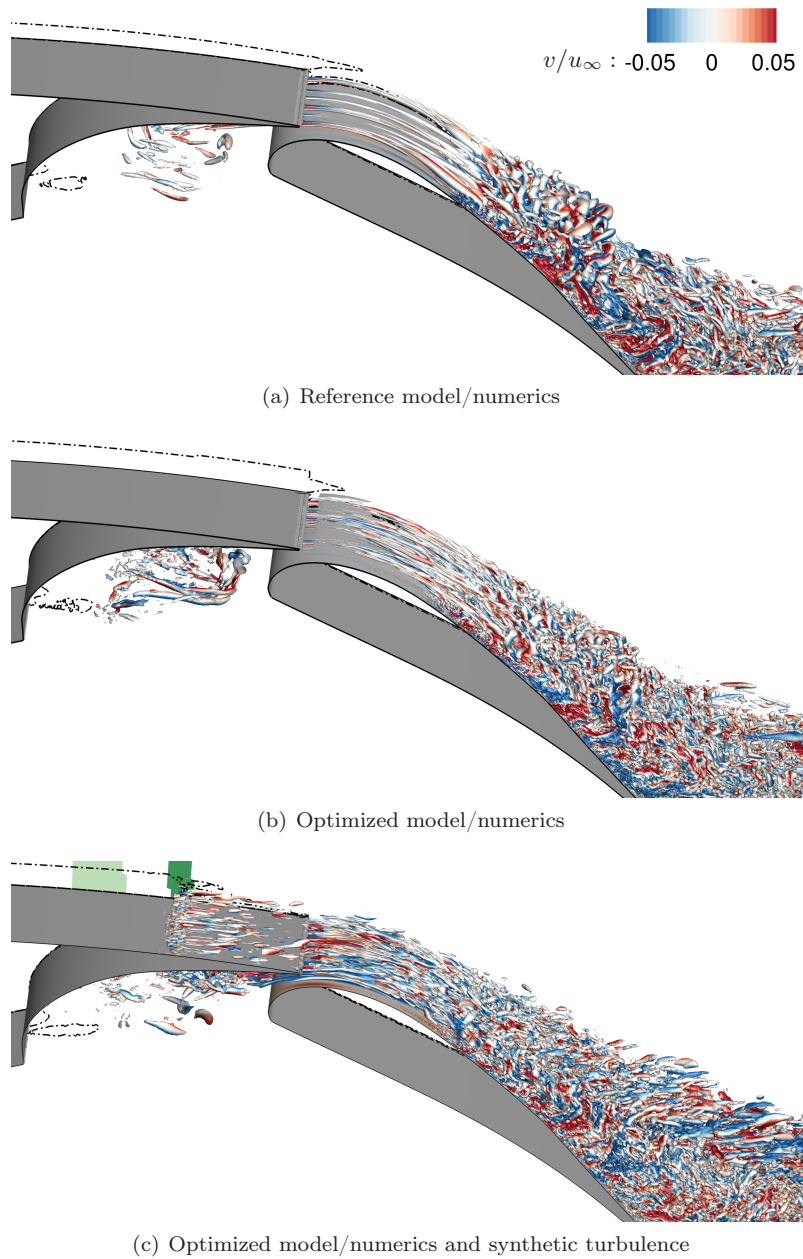 v/u∞ : -0.05 0 0.05
(a) Reference model/numerics
(b) Optimized model/numerics
(c) Optimized model/numerics and synthetic turbulence